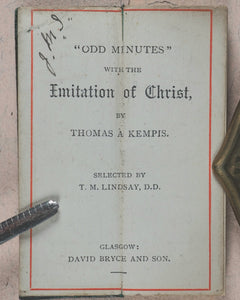 "ODD MINUTES"
WITH THE
Imitation of Christ,
BY
THOMAS À KEMPIS.
SELECTED BY
T. M. LINDSAY, D.D.
GLASGOW:
DAVID BRYCE AND SON.